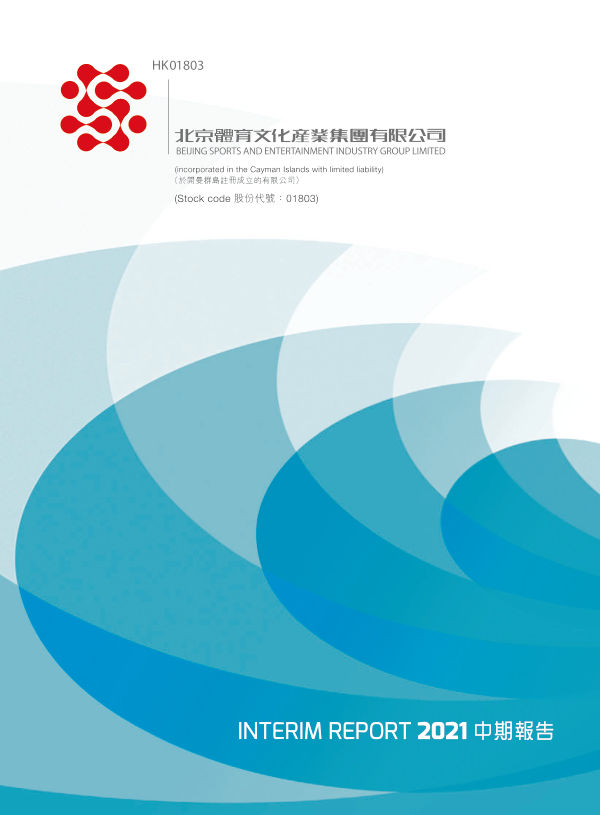 HK01803
北京體育文化產業集團有限公司
BEIJING SPORTS AND ENTERTAINMENT INDUSTRY GROUP LIMITED
(incorporated in the Cayman Islands with limited liability)
（於開曼群島註冊成立的有限公司）
(Stock code 股份代號：01803)
INTERIM REPORT 2021 中期報告